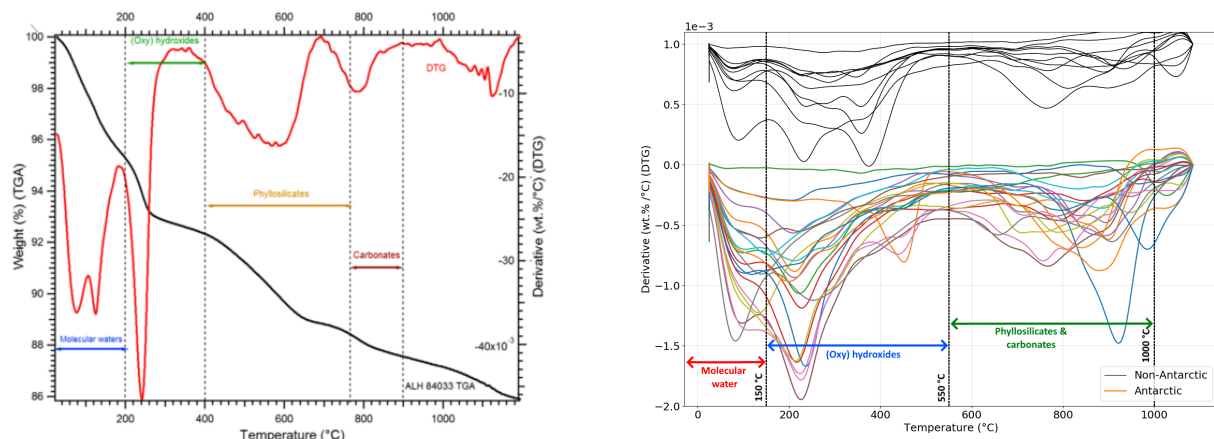 200 400 600 800 1000
100
98
96
94
92
90
88
86
Weight (%) (TGA)
(Oxy) hydroxides
DTG
Phyllosilicates
Carbonates
Molecular waters
ALH 84033 TGA
-10
-20
-30
-40x10-3
Derivative (wt.%/°C) (DTG)
200 400 600 800 1000
Temperature (°C)
1e−3
1.0
0.5
0.0
−0.5
−1.0
−1.5
−2.0
Derivative (wt.% /°C) (DTG)
Phyllosilicates &
carbonates
(Oxy) hydroxides
Molecular
water
150 °C
550 °C
1000 °C
Non-Antarctic
Antarctic
0 200 400 600 800 1000
Temperature (°C)